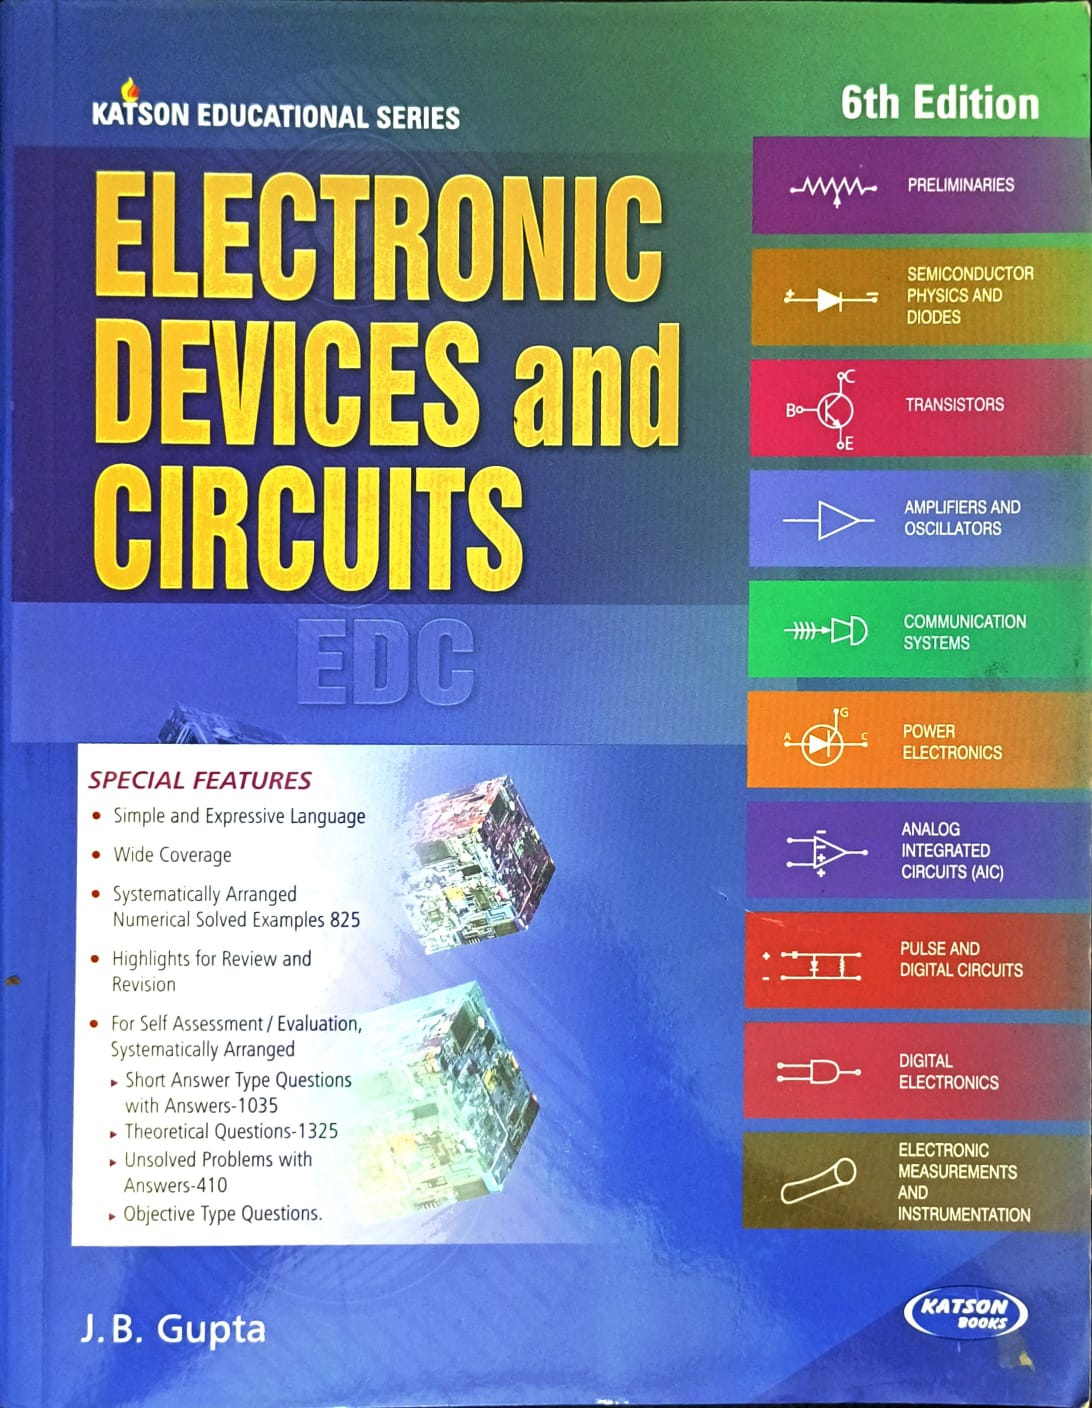 KATSON EDUCATIONAL SERIES
6th Edition
ELECTRONIC
DEVICES and
CIRCUITS
EDC
PRELIMINARIES
SEMICONDUCTOR
PHYSICS AND
DIODES
C
B
E
TRANSISTORS
AMPLIFIERS AND
OSCILLATORS
COMMUNICATION
SYSTEMS
G
A C
POWER
ELECTRONICS
ANALOG
INTEGRATED
CIRCUITS (AIC)
PULSE AND
DIGITAL CIRCUITS
DIGITAL
ELECTRONICS
ELECTRONIC
MEASUREMENTS
AND
INSTRUMENTATION
SPECIAL FEATURES
• Simple and Expressive Language
• Wide Coverage
• Systematically Arranged
Numerical Solved Examples 825
• Highlights for Review and
Revision
• For Self Assessment / Evaluation,
Systematically Arranged
▸ Short Answer Type Questions
with Answers-1035
▸ Theoretical Questions-1325
▸ Unsolved Problems with
Answers-410
▸ Objective Type Questions.
J.B. Gupta
KATSON
BOOKS